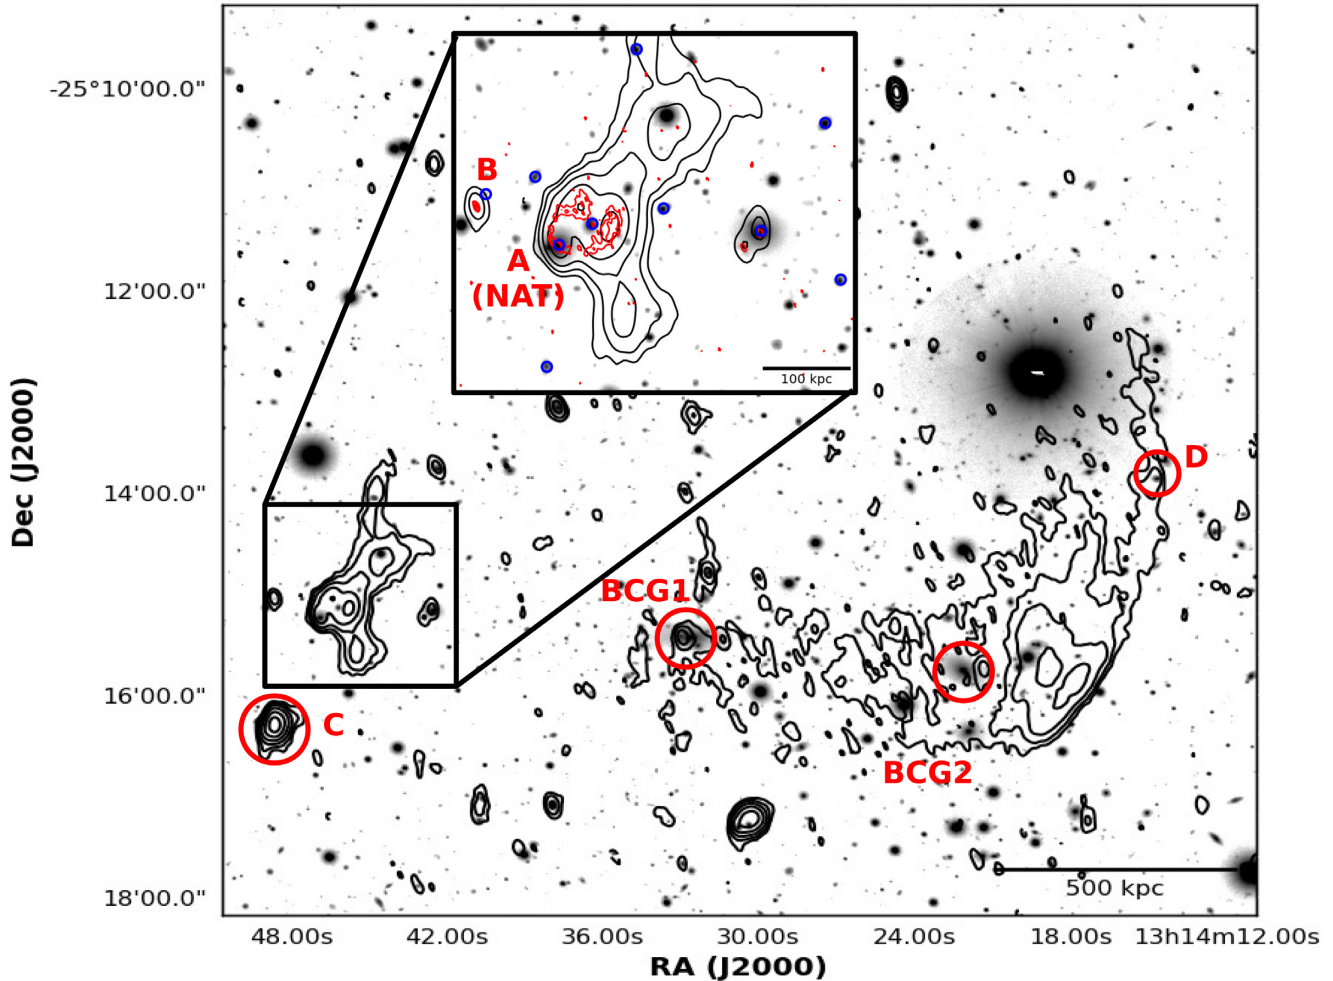 -25°10'00.0"
12'00.0"
14'00.0"
16'00.0"
18'00.0"
Dec (J2000)
B
A
(NAT)
100 kpc
D
BCG1
C
BCG2
500 kpc
48.00s 42.00s 36.00s 30.00s 24.00s 18.00s 13h14m12.00s
RA (J2000)